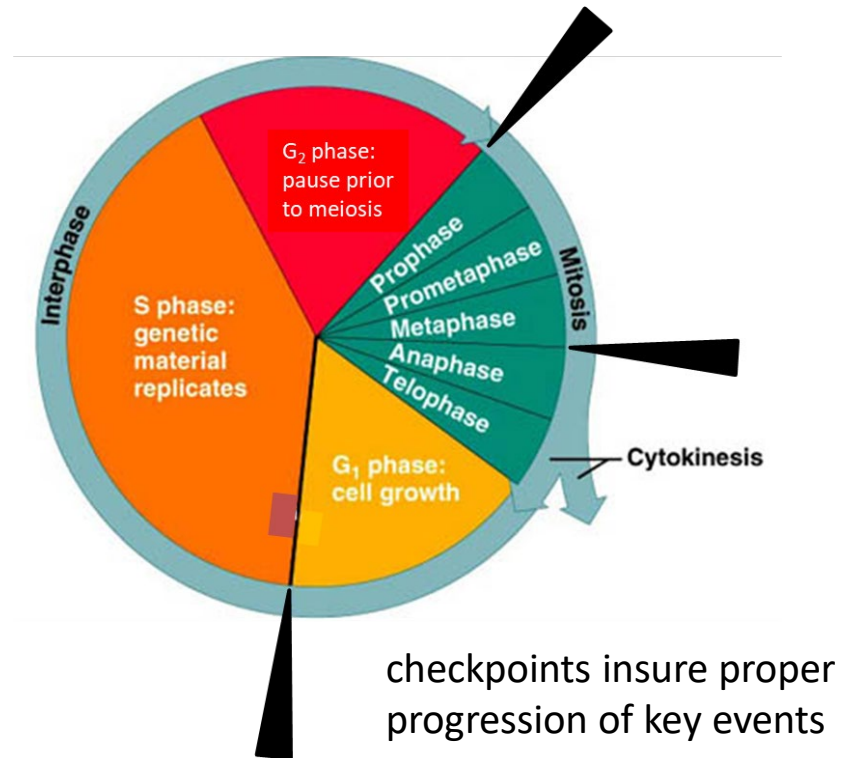 G₂ phase:
pause prior
to meiosis
Interphase
Prophase
Prometaphase
Metaphase
Anaphase
Telophase
Mitosis
S phase:
genetic
material
replicates
G₁ phase:
cell growth
Cytokinesis
checkpoints insure proper
progression of key events